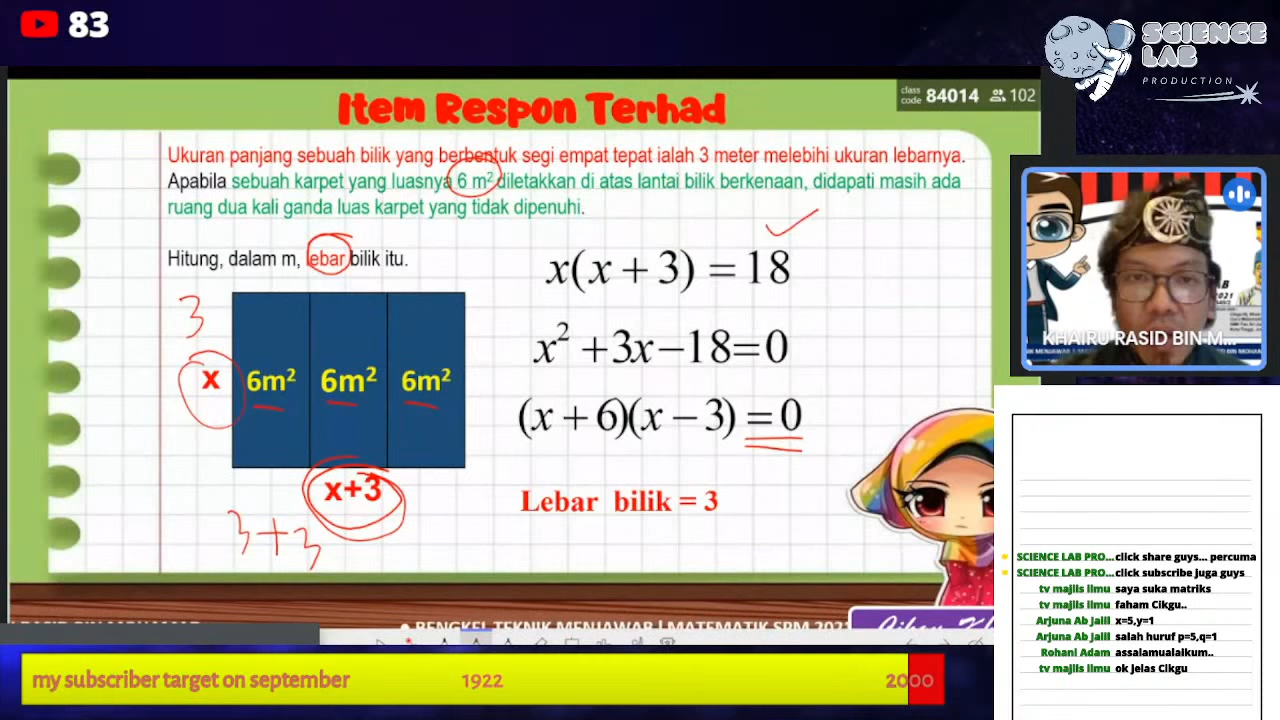 83
SCIENCE
LAB
PRODUCTION
Item Respon Terhad
class code 84014 102
Ukuran panjang sebuah bilik yang berbentuk segi empat tepat ialah 3 meter melebihi ukuran lebarnya.
Apabila sebuah karpet yang luasnya 6 m² diletakkan di atas lantai bilik berkenaan, didapati masih ada
ruang dua kali ganda luas karpet yang tidak dipenuhi.
Hitung, dalam m, lebar bilik itu.
x(x + 3) = 18
x² +3x−18=0
(x + 6)(x − 3) = 0
Lebar bilik = 3
3
x
6m² 6m² 6m²
x+3
3+3
KHAIRU RASID BIN M...
BENGKEL TEKNIK MENJAWAB | MATEMATIK SPM 2021
SCIENCE LAB PRO... click share guys... percuma
SCIENCE LAB PRO... click subscribe juga guys
tv majlis ilmu saya suka matriks
tv majlis ilmu faham Cikgu..
Arjuna Ab Jalil x=5,y=1
Arjuna Ab Jalil salah huruf p=5,q=1
Rohani Adam assalamualaikum..
tv majlis ilmu ok jelas Cikgu
my subscriber target on september 1922 2000